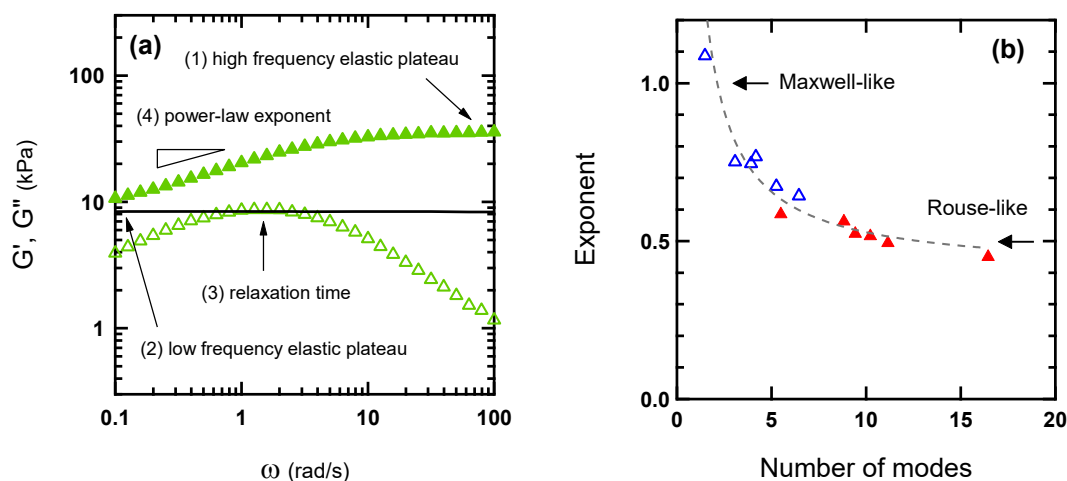 (a)
(1) high frequency elastic plateau
(4) power-law exponent
(3) relaxation time
(2) low frequency elastic plateau
G', G" (kPa)
100
10
1
0.1
1
10
100
ω (rad/s)
(b)
Maxwell-like
Rouse-like
Exponent
1.0
0.5
0.0
0
5
10
15
20
Number of modes